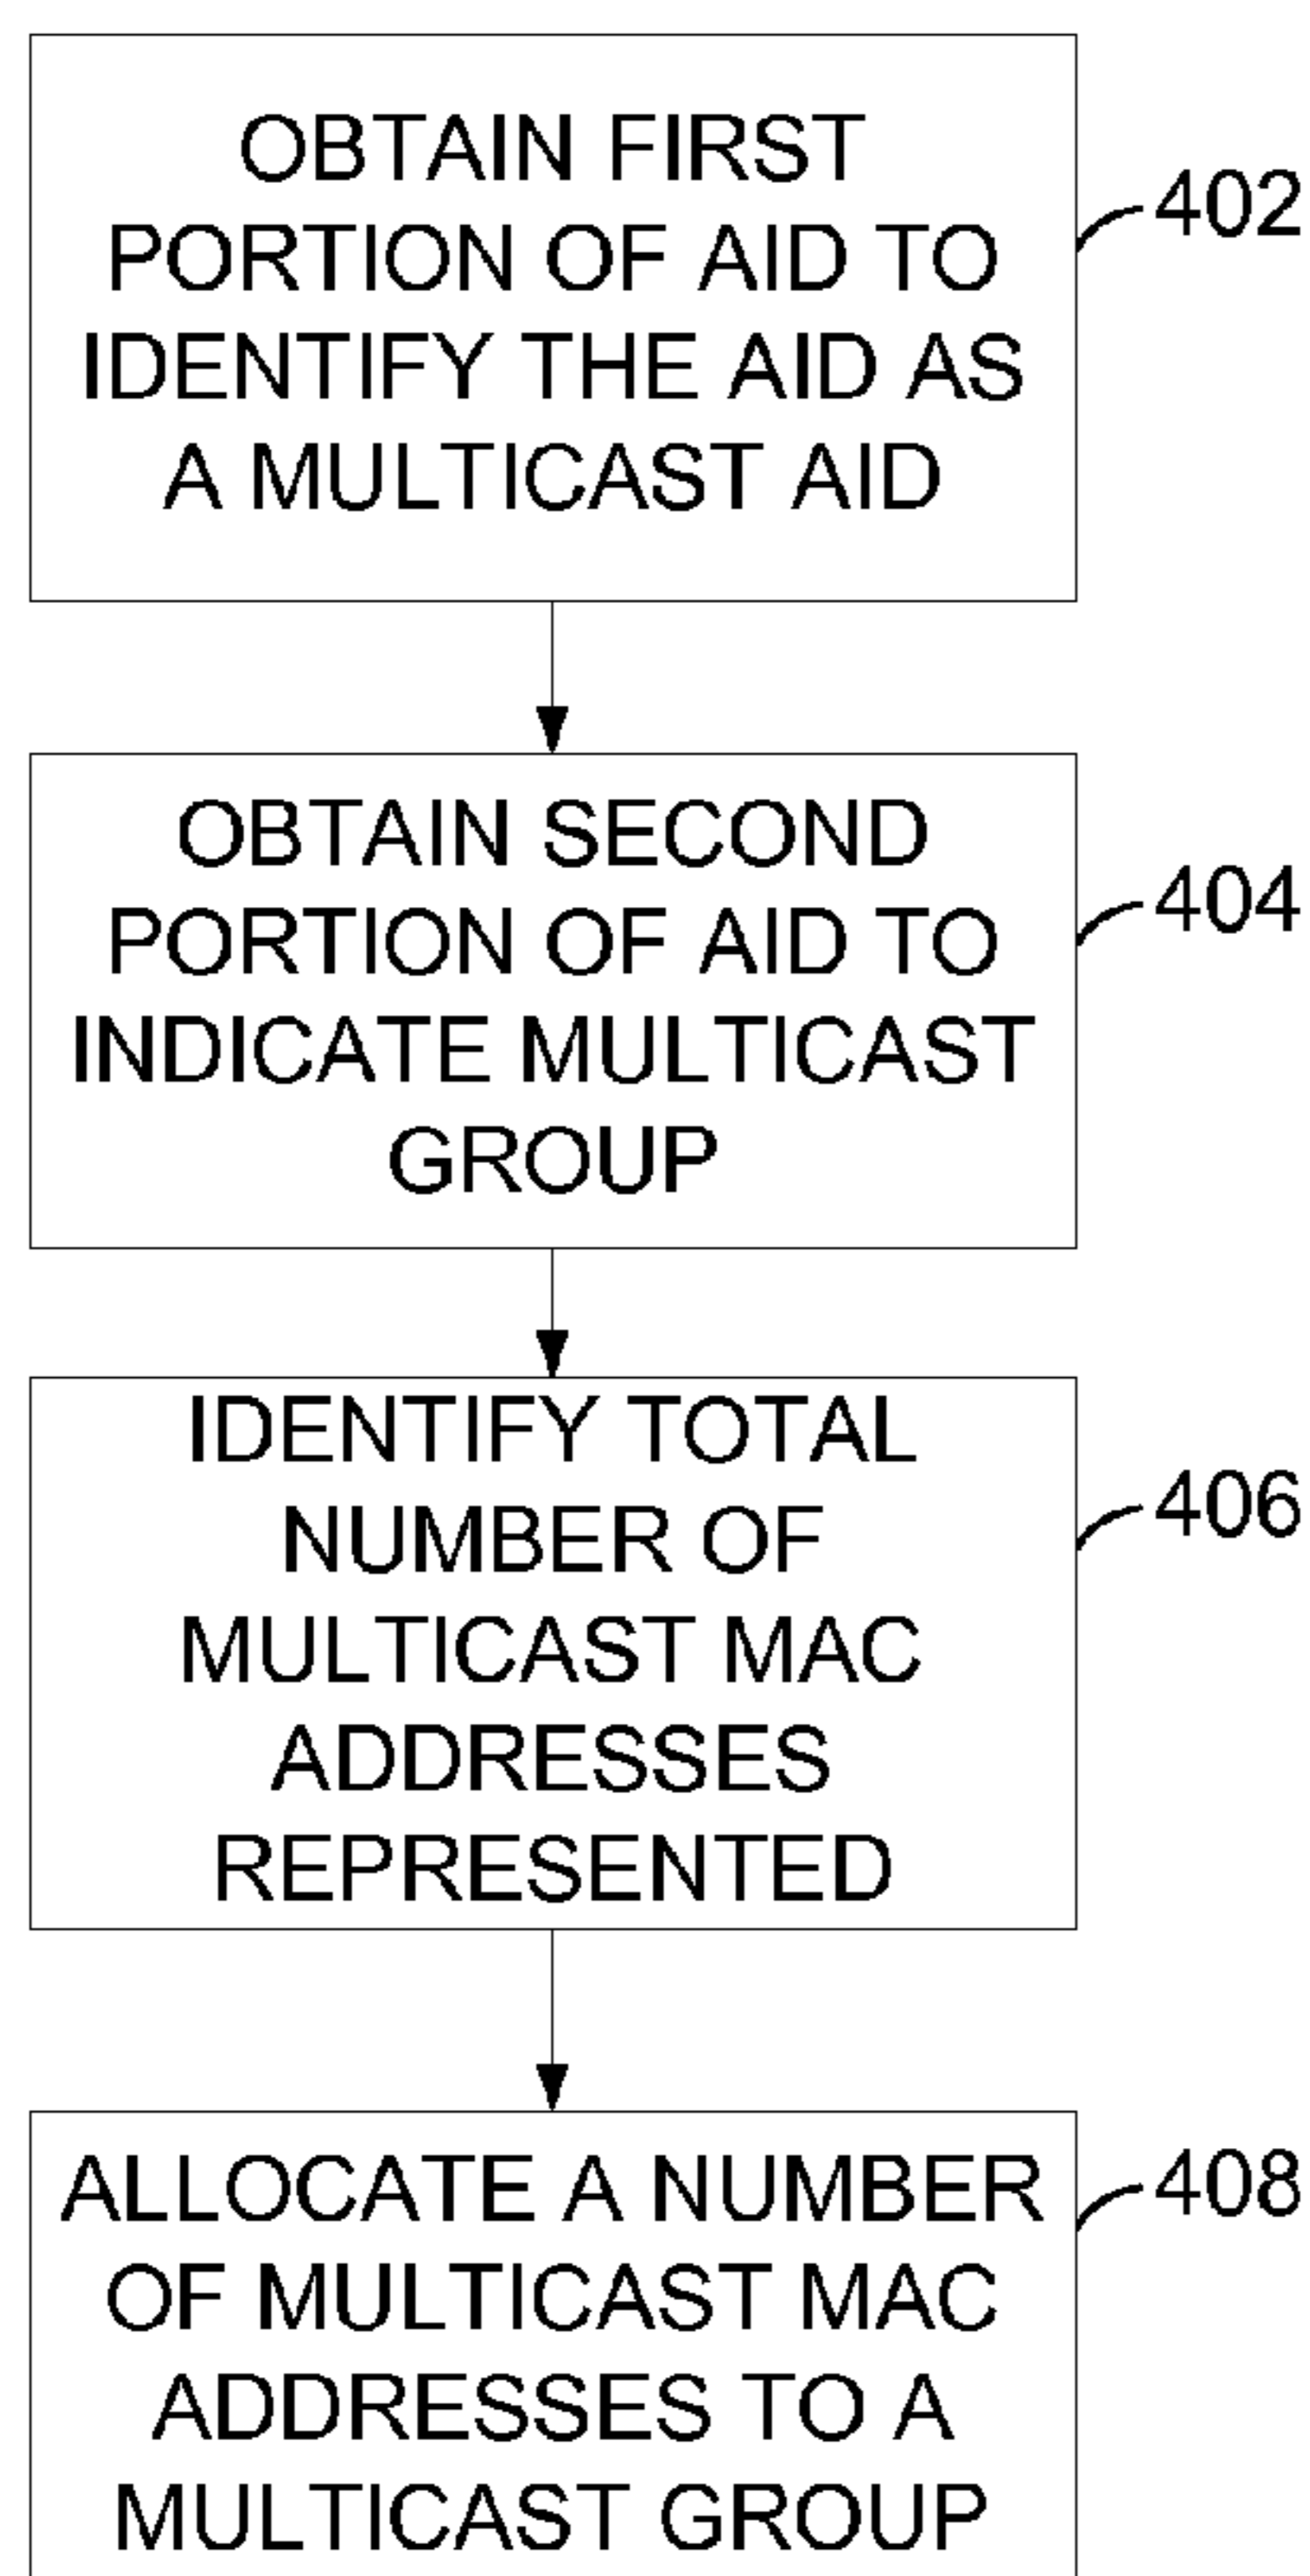 OBTAIN FIRST
PORTION OF AID TO
IDENTIFY THE AID AS
A MULTICAST AID
402
OBTAIN SECOND
PORTION OF AID TO
INDICATE MULTICAST
GROUP
404
IDENTIFY TOTAL
NUMBER OF
MULTICAST MAC
ADDRESSES
REPRESENTED
406
ALLOCATE A NUMBER
OF MULTICAST MAC
ADDRESSES TO A
MULTICAST GROUP
408